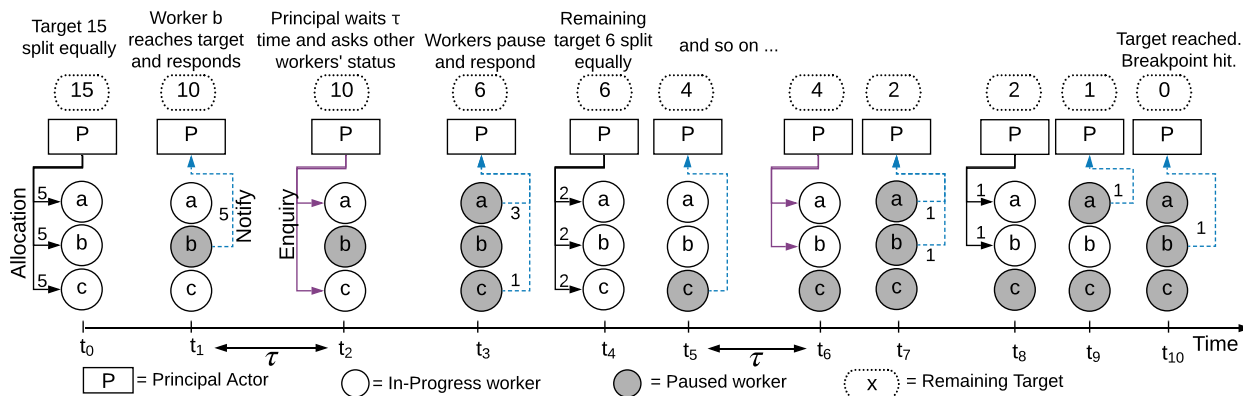 Target 15
split equally
Worker b
reaches target
and responds
Principal waits τ
time and asks other
workers' status
Workers pause
and respond
Remaining
target 6 split
equally
and so on ...
Target reached.
Breakpoint hit.
15
10
10
6
6
4
4
2
2
1
0
P
P
P
P
P
P
P
P
P
P
P
Allocation
5
a
5
b
5
c
a
b
c
5
Notify
Enquiry
a
b
c
a
b
c
3
1
2
a
2
b
2
c
a
b
c
a
b
c
a
b
c
1
1
1
a
1
b
c
a
b
c
1
a
b
c
1
t0
t1
τ
t2
t3
t4
t5
τ
t6
t7
t8
t9
t10
Time
P = Principal Actor
= In-Progress worker
= Paused worker
x = Remaining Target